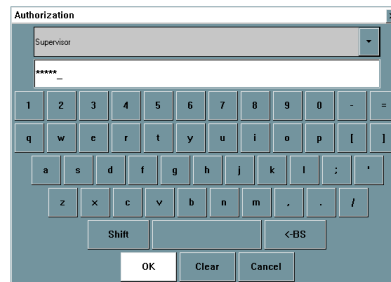 Authorization
Supervisor
*****_
1 2 3 4 5 6 7 8 9 0 - =
q w e r t y u i o p [ ]
a s d f g h j k l ; '
z x c v b n m , . /
Shift <-BS
OK Clear Cancel